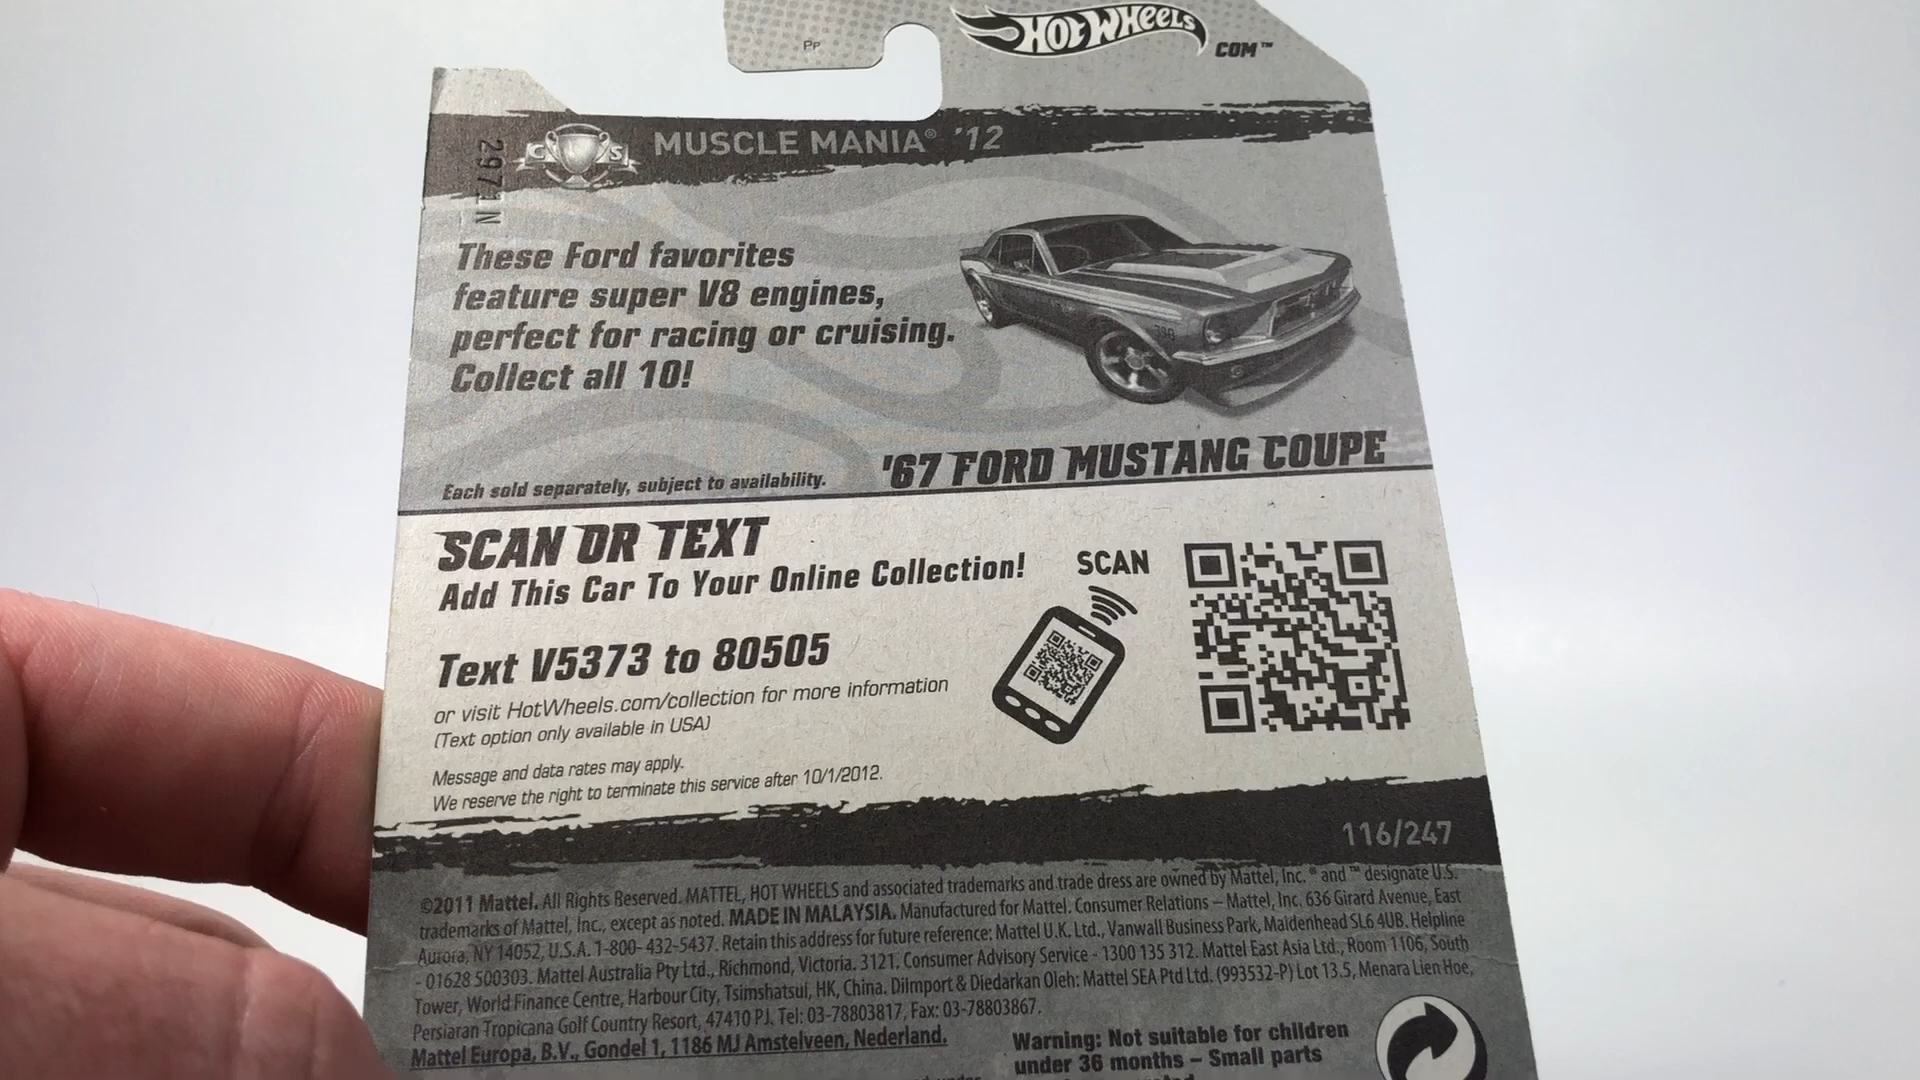 Pp
HOT WHEELS
COM™
297 N
C S
MUSCLE MANIA® '12
These Ford favorites
feature super V8 engines,
perfect for racing or cruising.
Collect all 10!
390
Each sold separately, subject to availability.
'67 FORD MUSTANG COUPE
SCAN OR TEXT
Add This Car To Your Online Collection!
SCAN
Text V5373 to 80505
or visit HotWheels.com/collection for more information
(Text option only available in USA)
Message and data rates may apply.
We reserve the right to terminate this service after 10/1/2012.
116/247
©2011 Mattel. All Rights Reserved. MATTEL, HOT WHEELS and associated trademarks and trade dress are owned by Mattel, Inc. ® and ™ designate U.S.
trademarks of Mattel, Inc., except as noted. MADE IN MALAYSIA. Manufactured for Mattel. Consumer Relations – Mattel, Inc. 636 Girard Avenue, East
Aurora, NY 14052, U.S.A. 1-800- 432-5437. Retain this address for future reference: Mattel U.K. Ltd., Vanwall Business Park, Maidenhead SL6 4UB. Helpline
- 01628 500303. Mattel Australia Pty Ltd., Richmond, Victoria. 3121. Consumer Advisory Service - 1300 135 312. Mattel East Asia Ltd., Room 1106, South
Tower, World Finance Centre, Harbour City, Tsimshatsui, HK, China. Diimport & Diedarkan Oleh: Mattel SEA Ptd Ltd. (993532-P) Lot 13.5, Menara Lien Hoe,
Persiaran Tropicana Golf Country Resort, 47410 PJ. Tel: 03-78803817, Fax: 03-78803867.
Mattel Europa, B.V., Gondel 1, 1186 MJ Amstelveen, Nederland.
Warning: Not suitable for children
under 36 months – Small parts